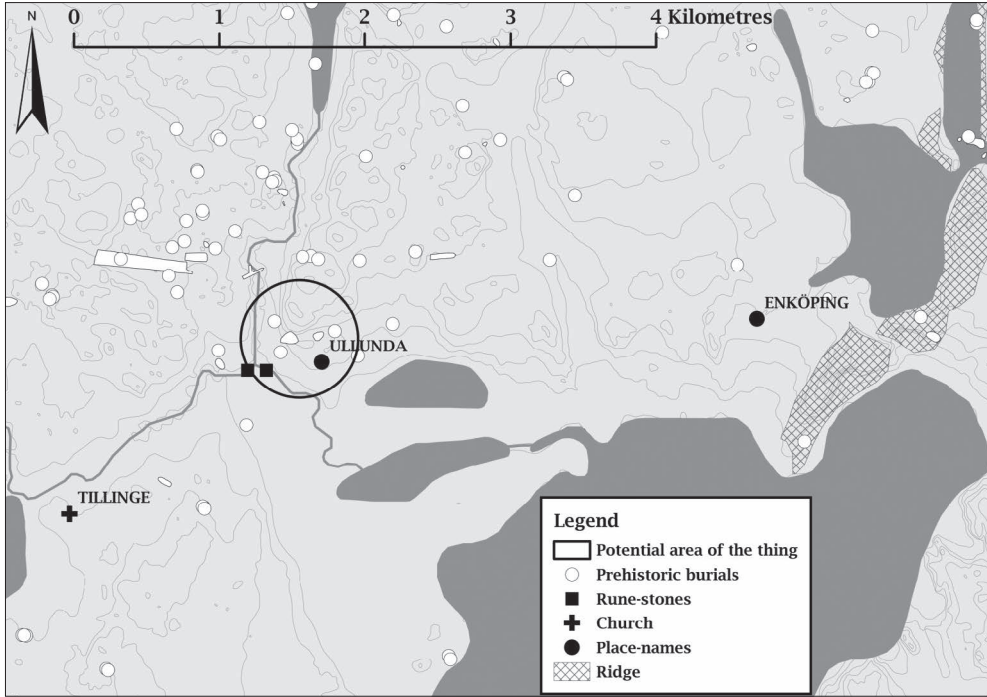 N
0 1 2 3 4 Kilometres
ENKÖPING
ULLUNDA
TILLINGE
Legend
Potential area of the thing
Prehistoric burials
Rune-stones
Church
Place-names
Ridge